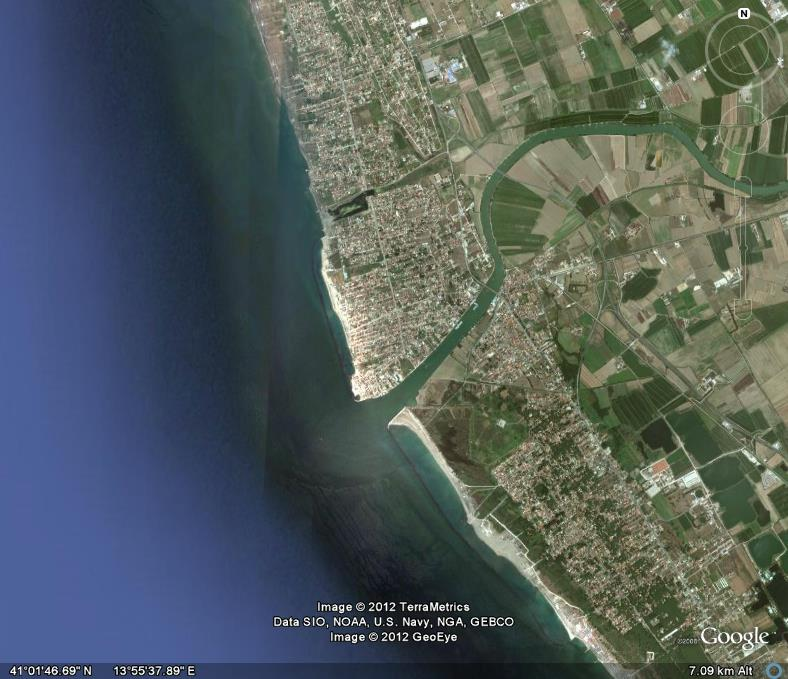 N
Image © 2012 TerraMetrics
Data SIO, NOAA, U.S. Navy, NGA, GEBCO
Image © 2012 GeoEye
©2009 Google
41°01'46.69" N 13°55'37.89" E 7.09 km Alt